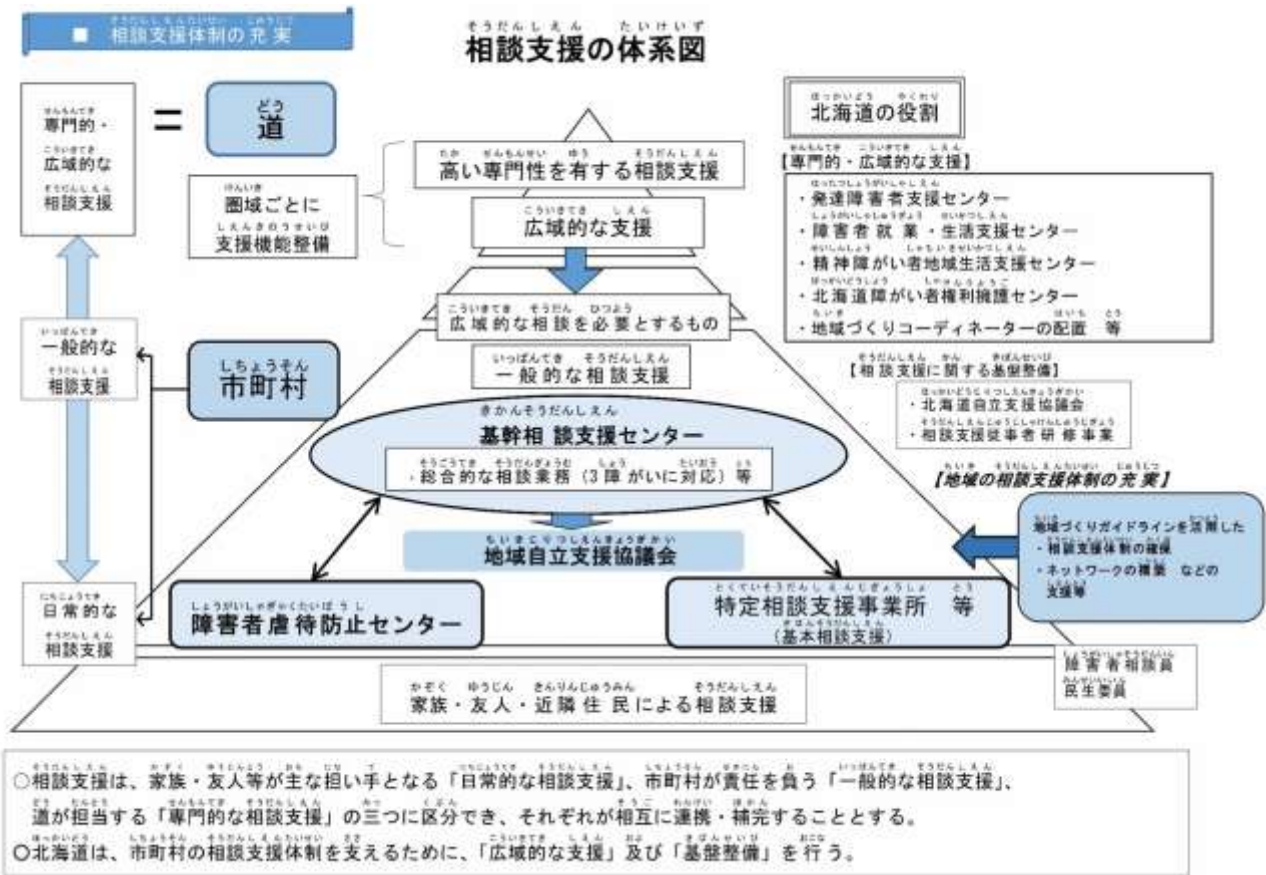 ■ 相談支援体制の充実
相談支援の体系図
専門的・
広域的な
相談支援
=
道
圏域ごとに
支援機能整備
高い専門性を有する相談支援
広域的な支援
北海道の役割
【専門的・広域的な支援】
・発達障害者支援センター
・障害者就業・生活支援センター
・精神障がい者地域生活支援センター
・北海道障がい者権利擁護センター
・地域づくりコーディネーターの配置 等
一般的な
相談支援
市町村
広域的な相談を必要とするもの
一般的な相談支援
【相談支援に関する基盤整備】
・北海道自立支援協議会
・相談支援従事者研修事業
基幹相談支援センター
・総合的な相談業務（3障がいに対応）等
【地域の相談支援体制の充実】
地域づくりガイドラインを活用した
・相談支援体制の確保
・ネットワークの構築 などの
支援等
地域自立支援協議会
日常的な
相談支援
障害者虐待防止センター
特定相談支援事業所 等
（基本相談支援）
障害者相談員
民生委員
家族・友人・近隣住民による相談支援
○相談支援は、家族・友人等が主な担い手となる「日常的な相談支援」、市町村が責任を負う「一般的な相談支援」、
道が担当する「専門的な相談支援」の三つに区分でき、それぞれが相互に連携・補完することとする。
○北海道は、市町村の相談支援体制を支えるために、「広域的な支援」及び「基盤整備」を行う。